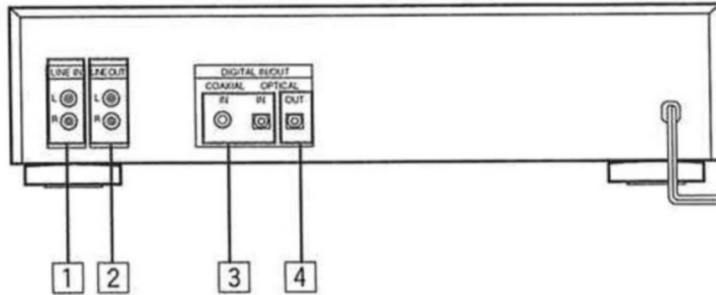 LINE IN LINE OUT
DIGITAL IN/OUT
COAXIAL OPTICAL
IN IN OUT
L L
R R
1 2 3 4